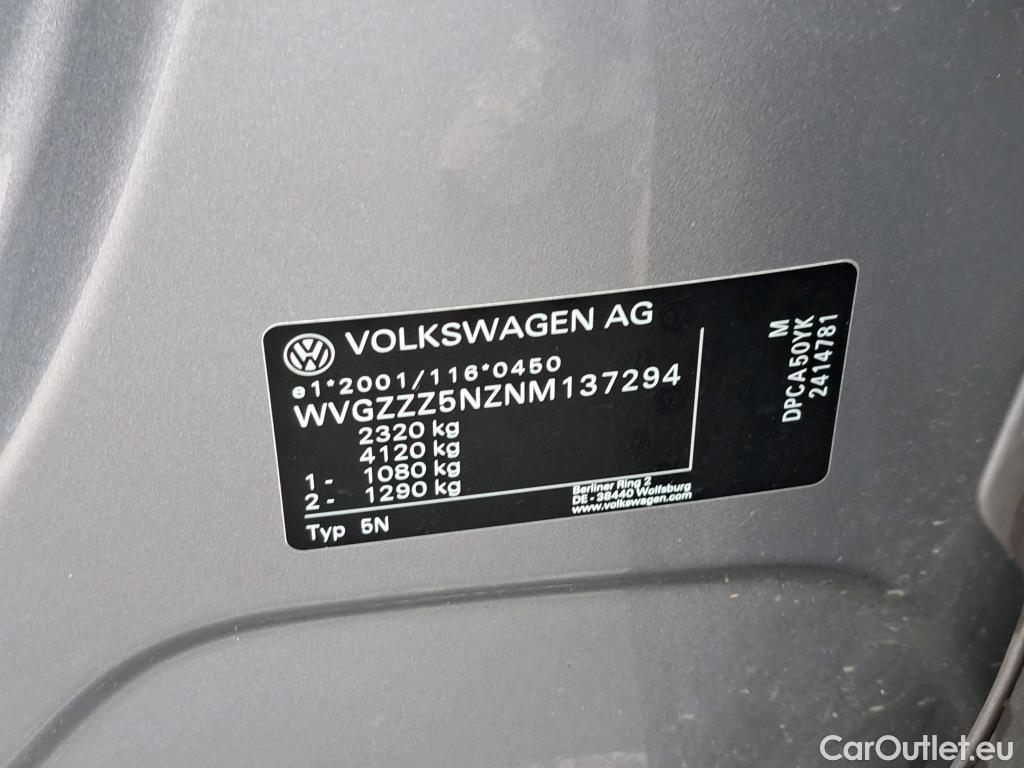 VOLKSWAGEN AG
e1*2001/116*0450
WVGZZZ5NZNM137294
2320 kg
4120 kg
1 - 1080 kg
2 - 1290 kg
Typ 5N
Berliner Ring 2
DE - 38440 Wolfsburg
www.volkswagen.com
M
DPCA50YK
2414781
CarOutlet.eu